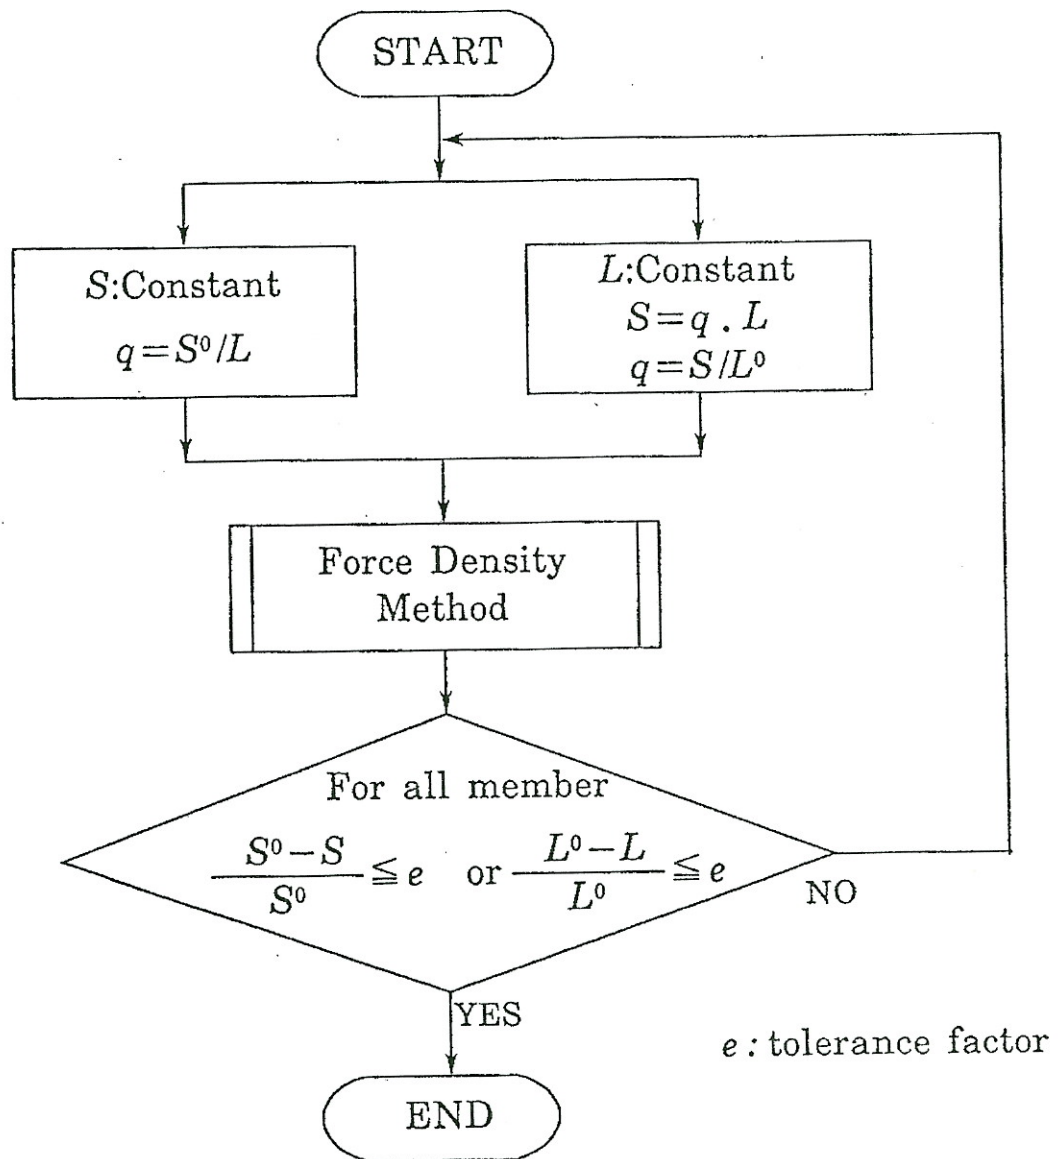 START
S:Constant
q=S⁰/L
L:Constant
S=q . L
q=S/L⁰
Force Density
Method
For all member
(S⁰-S)/S⁰ ≦ e or (L⁰-L)/L⁰ ≦ e
NO
YES
e : tolerance factor
END